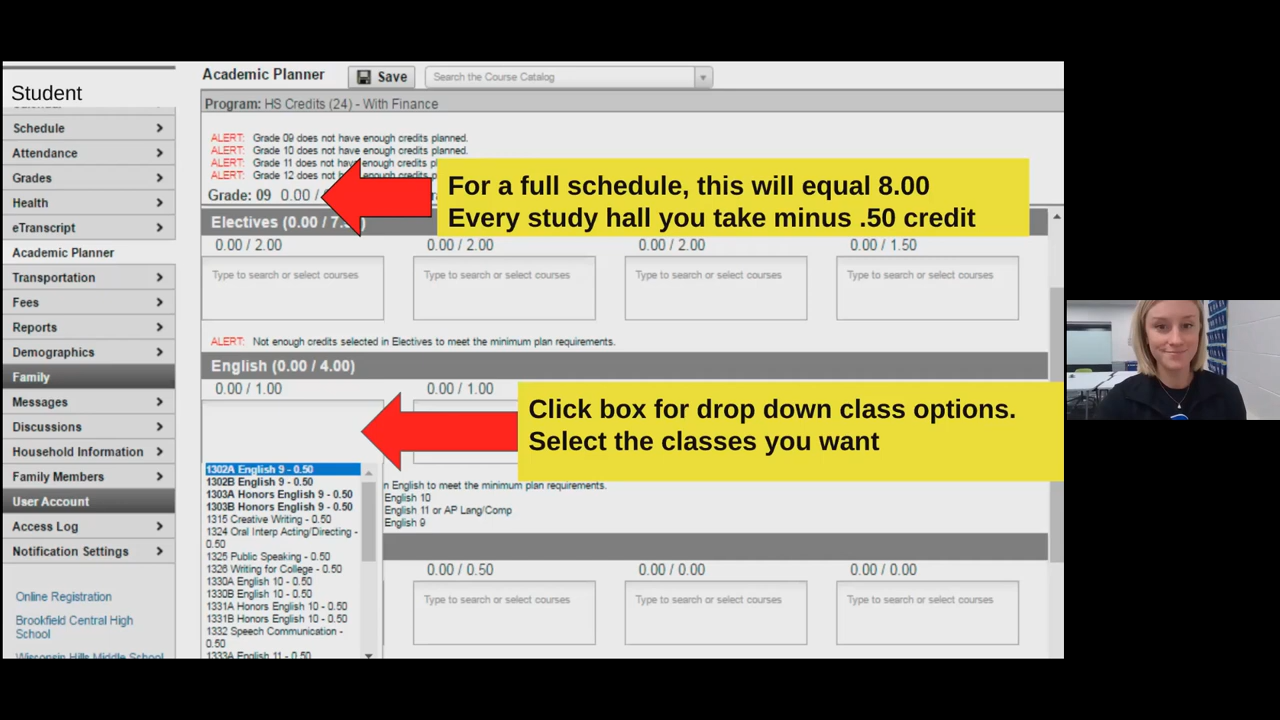 Student
Schedule
Attendance
Grades
Health
eTranscript
Academic Planner
Transportation
Fees
Reports
Demographics
Family
Messages
Discussions
Household Information
Family Members
User Account
Access Log
Notification Settings
Online Registration
Brookfield Central High
School
Wisconsin Hills Middle School
Academic Planner
Save
Search the Course Catalog
Program: HS Credits (24) - With Finance
ALERT: Grade 09 does not have enough credits planned.
ALERT: Grade 10 does not have enough credits planned.
ALERT: Grade 11 does not have enough credits
ALERT: Grade 12 does not have enough credits
Grade: 09 0.00 /
For a full schedule, this will equal 8.00
Every study hall you take minus .50 credit
Electives (0.00 / 7.
0.00 / 2.00 0.00 / 2.00 0.00 / 2.00 0.00 / 1.50
Type to search or select courses Type to search or select courses Type to search or select courses Type to search or select courses
ALERT: Not enough credits selected in Electives to meet the minimum plan requirements.
English (0.00 / 4.00)
0.00 / 1.00 0.00 / 1.00
Click box for drop down class options.
Select the classes you want
1302A English 9 - 0.50
1302B English 9 - 0.50
1303A Honors English 9 - 0.50
1303B Honors English 9 - 0.50
1315 Creative Writing - 0.50
1324 Oral Interp Acting/Directing -
0.50
1325 Public Speaking - 0.50
1326 Writing for College - 0.50
1330A English 10 - 0.50
1330B English 10 - 0.50
1331A Honors English 10 - 0.50
1331B Honors English 10 - 0.50
1332 Speech Communication -
0.50
1333A English 11 - 0.50
n English to meet the minimum plan requirements.
English 10
English 11 or AP Lang/Comp
English 9
0.00 / 0.50 0.00 / 0.00 0.00 / 0.00
Type to search or select courses Type to search or select courses Type to search or select courses